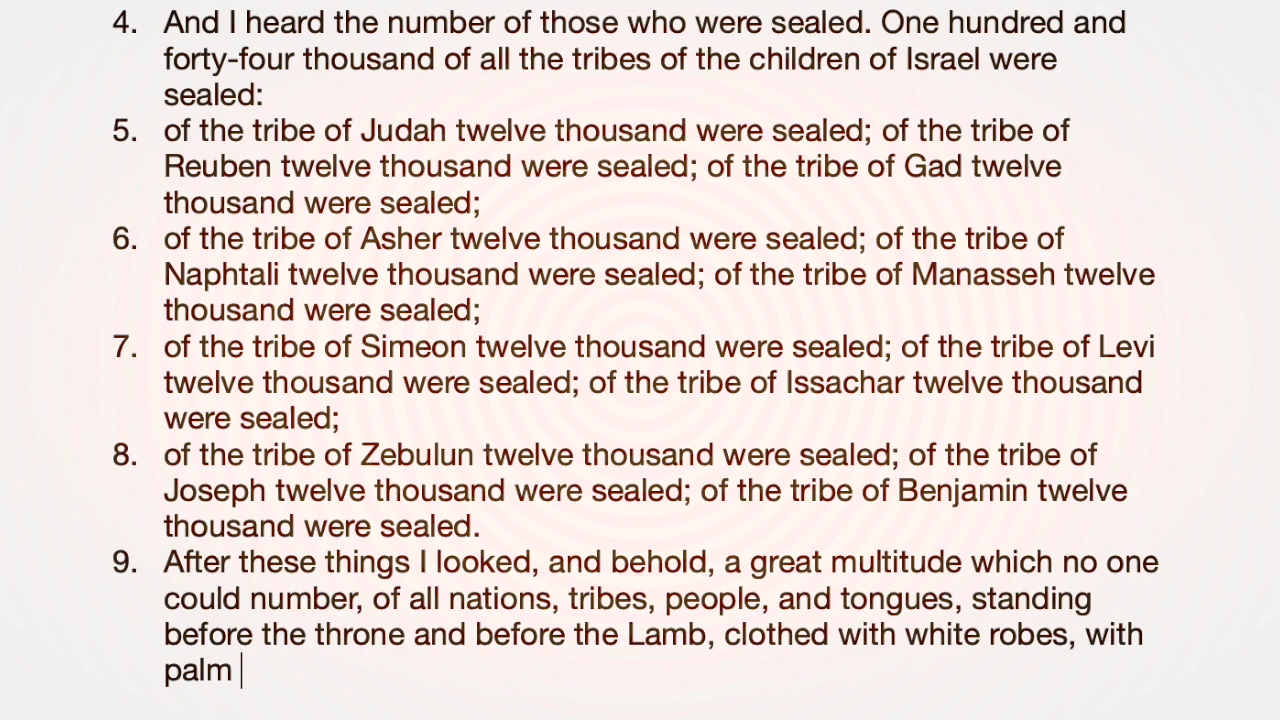 4. And I heard the number of those who were sealed. One hundred and
forty-four thousand of all the tribes of the children of Israel were
sealed:
5. of the tribe of Judah twelve thousand were sealed; of the tribe of
Reuben twelve thousand were sealed; of the tribe of Gad twelve
thousand were sealed;
6. of the tribe of Asher twelve thousand were sealed; of the tribe of
Naphtali twelve thousand were sealed; of the tribe of Manasseh twelve
thousand were sealed;
7. of the tribe of Simeon twelve thousand were sealed; of the tribe of Levi
twelve thousand were sealed; of the tribe of Issachar twelve thousand
were sealed;
8. of the tribe of Zebulun twelve thousand were sealed; of the tribe of
Joseph twelve thousand were sealed; of the tribe of Benjamin twelve
thousand were sealed.
9. After these things I looked, and behold, a great multitude which no one
could number, of all nations, tribes, people, and tongues, standing
before the throne and before the Lamb, clothed with white robes, with
palm